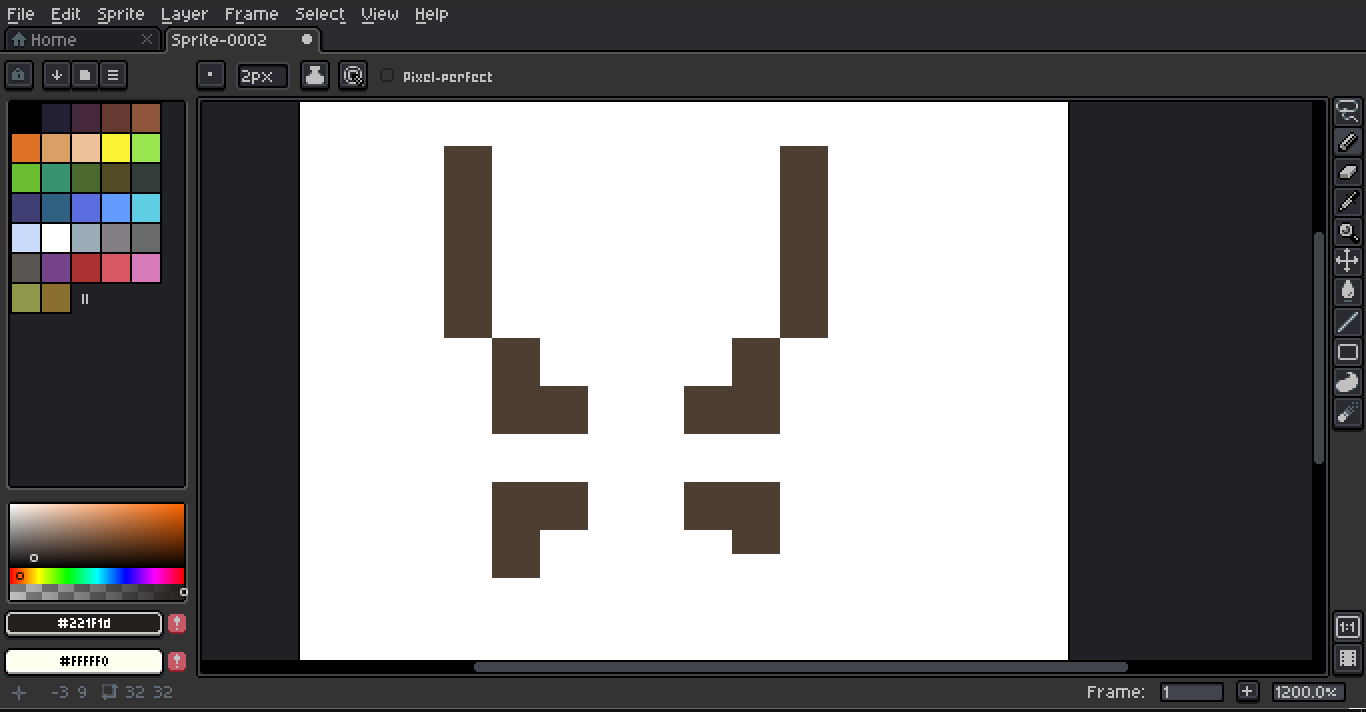 File Edit Sprite Layer Frame Select View Help
Home Sprite-0002
2px Pixel-perfect
#221f1d
#FFFFF0
-3 9 32 32
1:1
Frame: 1 1200.0%